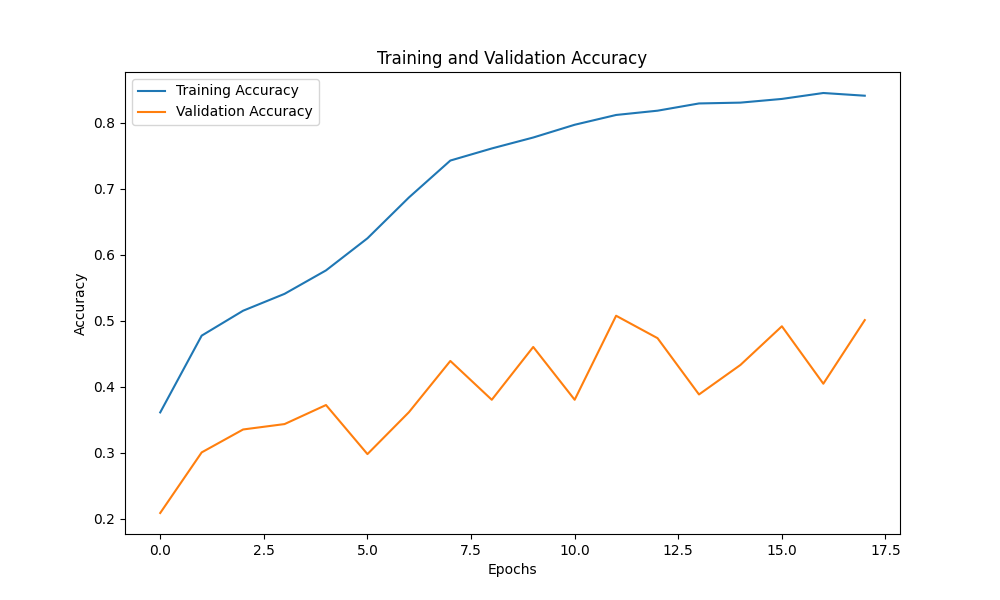 Training and Validation Accuracy
Training Accuracy
Validation Accuracy
Accuracy
0.8
0.7
0.6
0.5
0.4
0.3
0.2
0.0 2.5 5.0 7.5 10.0 12.5 15.0 17.5
Epochs